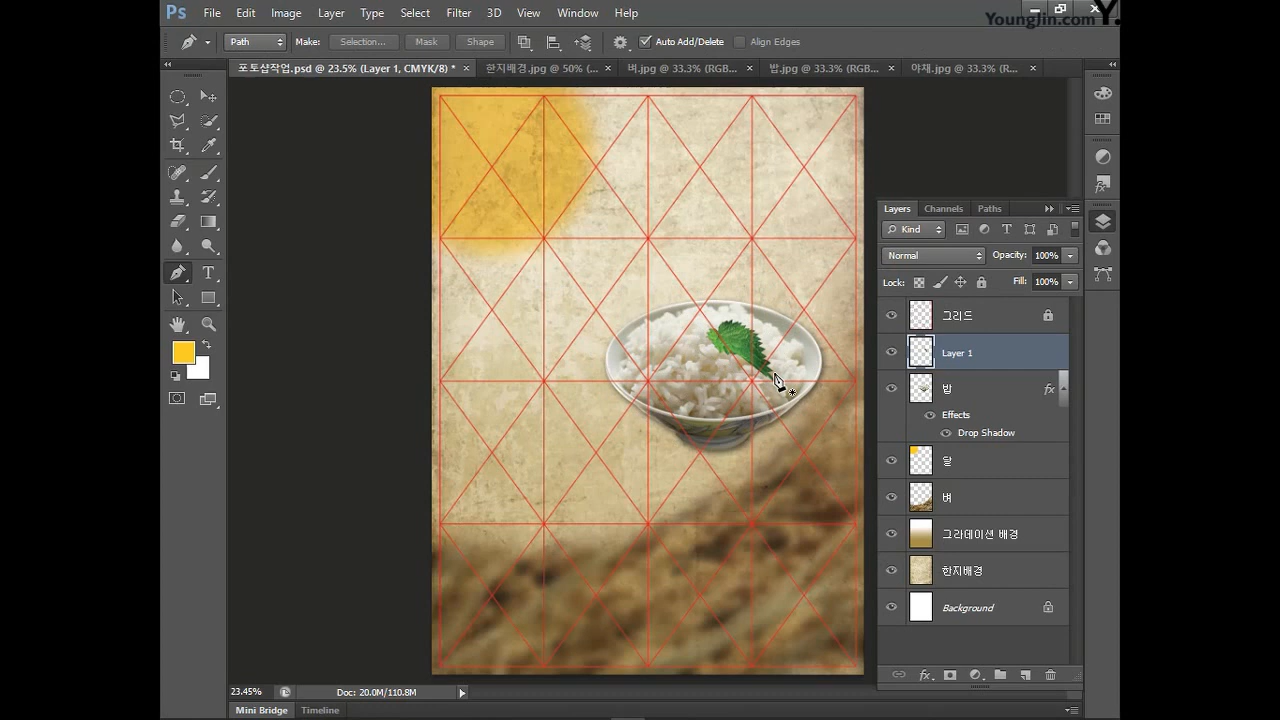 Ps File Edit Image Layer Type Select Filter 3D View Window Help
YoungJin.com Y.
Path Make: Selection... Mask Shape Auto Add/Delete Align Edges
포토샵작업.psd @ 23.5% (Layer 1, CMYK/8) * × 한지배경.jpg @ 50% (... × 벼.jpg @ 33.3% (RGB... × 밥.jpg @ 33.3% (RGB... × 야채.jpg @ 33.3% (R... ×
Layers Channels Paths
Kind
Normal Opacity: 100%
Lock: Fill: 100%
그리드
Layer 1
밥 fx
Effects
Drop Shadow
달
벼
그라데이션 배경
한지배경
Background
23.45% Doc: 20.0M/110.8M
Mini Bridge Timeline